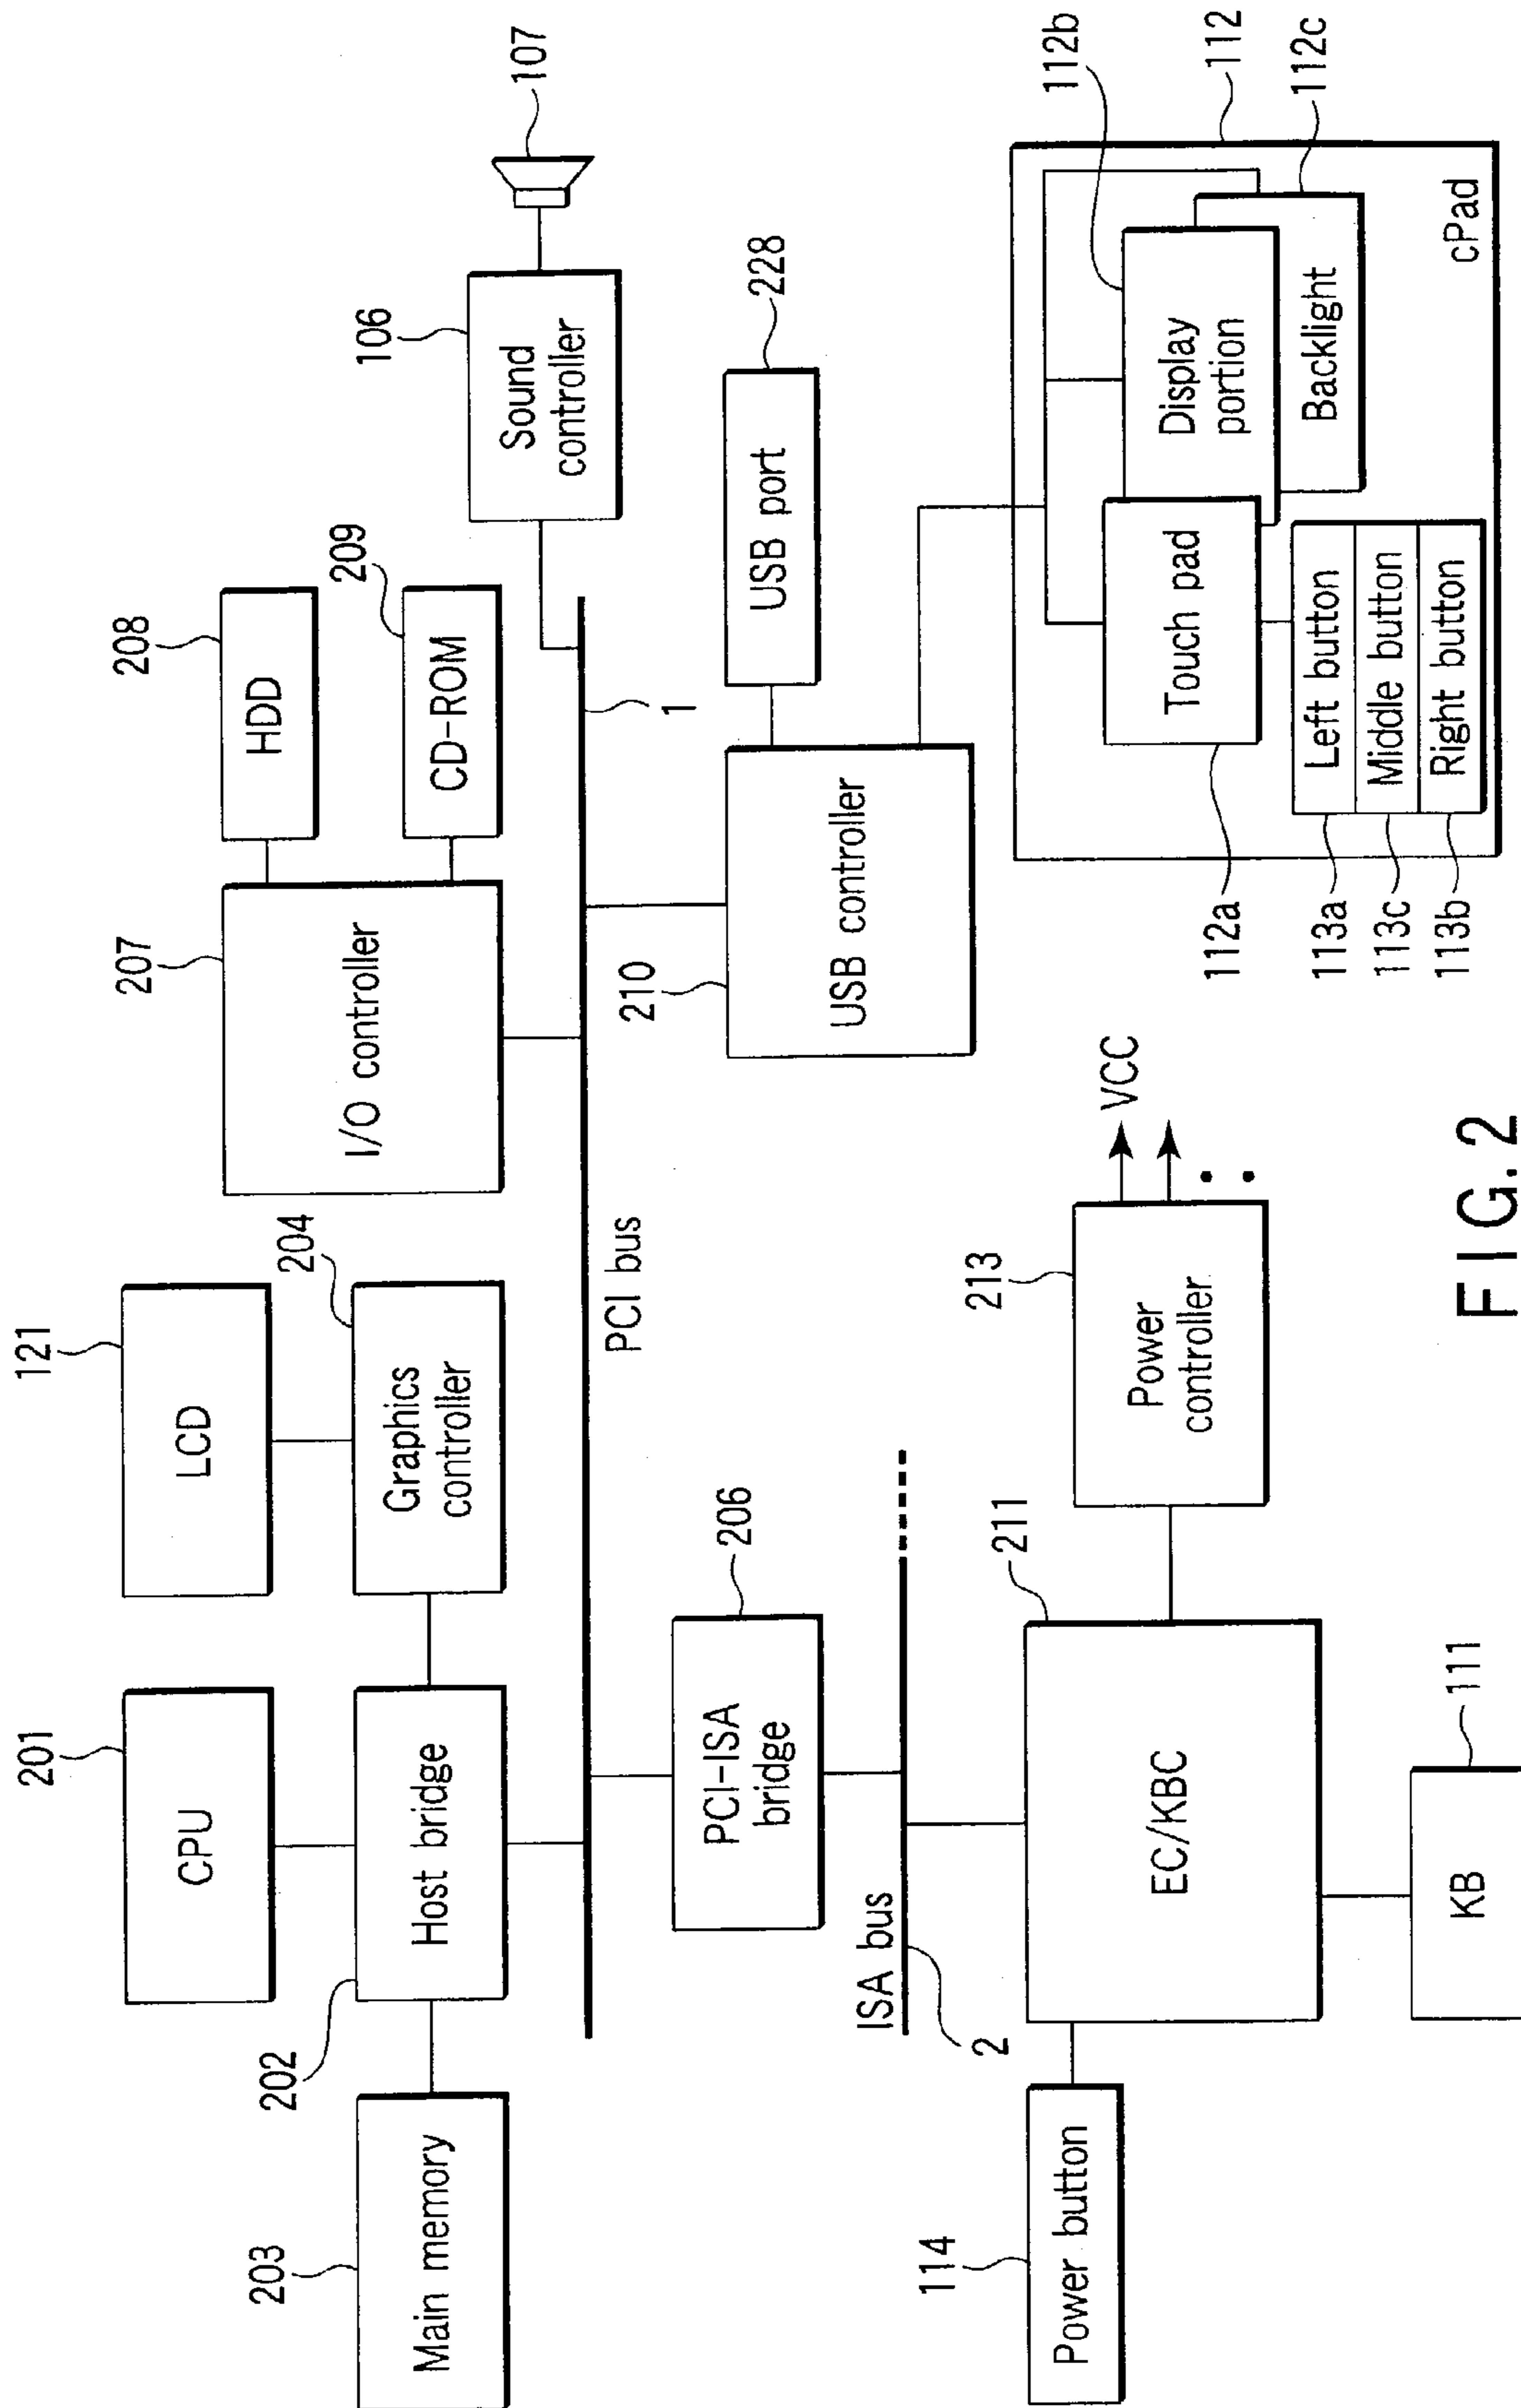 201
CPU
121
LCD
207
I/O controller
208
HDD
209
CD-ROM
203
Main memory
202
Host bridge
204
Graphics
controller
106
Sound
controller
107
PCI bus
1
206
PCI-ISA
bridge
210
USB controller
228
USB port
ISA bus
2
114
Power button
211
EC/KBC
213
Power
controller
VCC
111
KB
112b
112
112c
Touch pad
Display
portion
Backlight
112a
113a
Left button
113c
Middle button
113b
Right button
cPad
FIG. 2